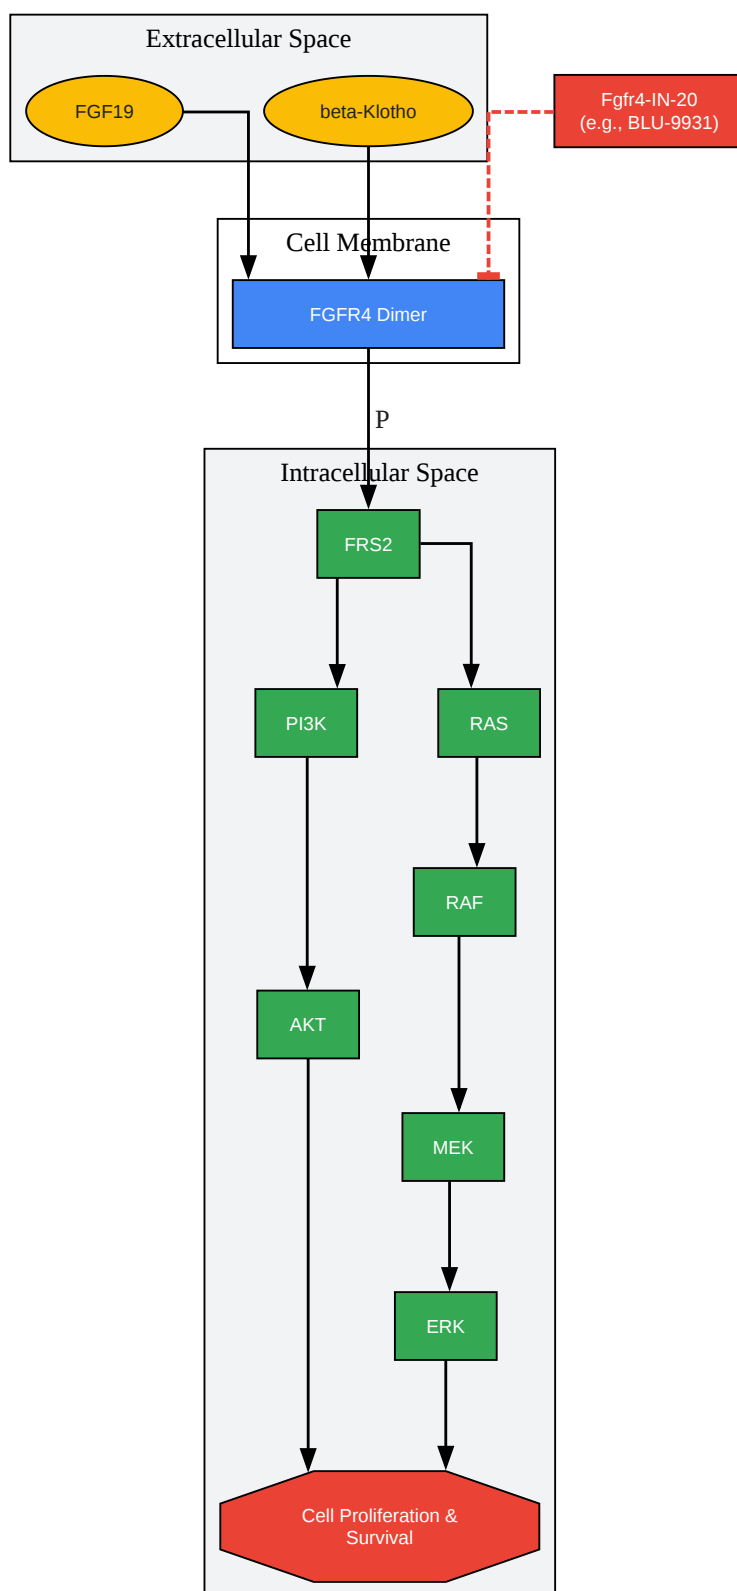 Extracellular Space
FGF19
beta-Klotho
Fgfr4-IN-20
(e.g., BLU-9931)
Cell Membrane
FGFR4 Dimer
P
Intracellular Space
FRS2
PI3K
RAS
RAF
AKT
MEK
ERK
Cell Proliferation &
Survival